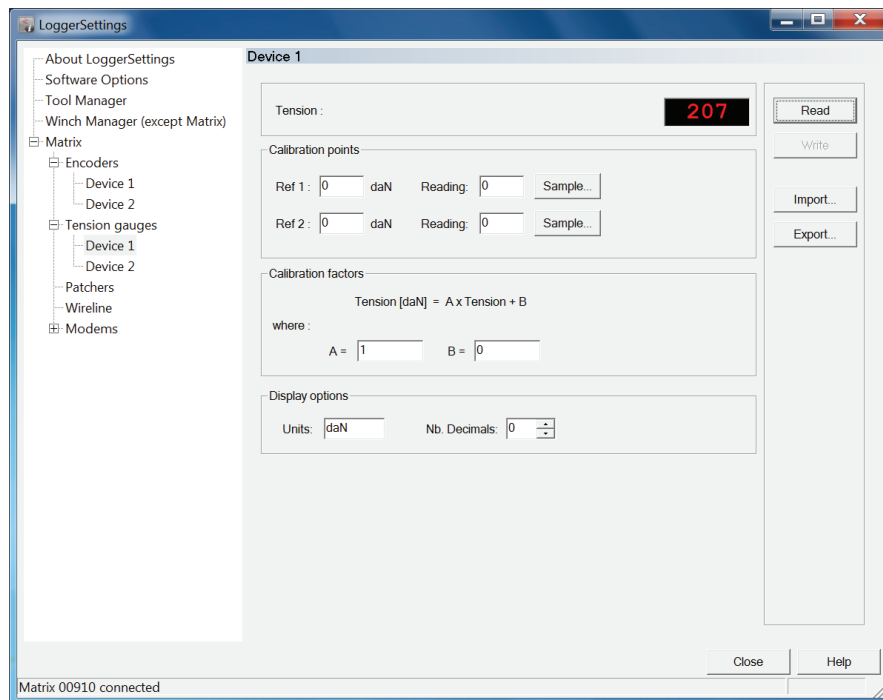 LoggerSettings
About LoggerSettings
Software Options
Tool Manager
Winch Manager (except Matrix)
Matrix
Encoders
Device 1
Device 2
Tension gauges
Device 1
Device 2
Patchers
Wireline
Modems
Device 1
Tension :
207
Calibration points
Ref 1 : 0 daN Reading: 0 Sample...
Ref 2 : 0 daN Reading: 0 Sample...
Calibration factors
Tension [daN] = A x Tension + B
where :
A = 1 B = 0
Display options
Units: daN Nb. Decimals: 0
Read
Write
Import...
Export...
Close Help
Matrix 00910 connected